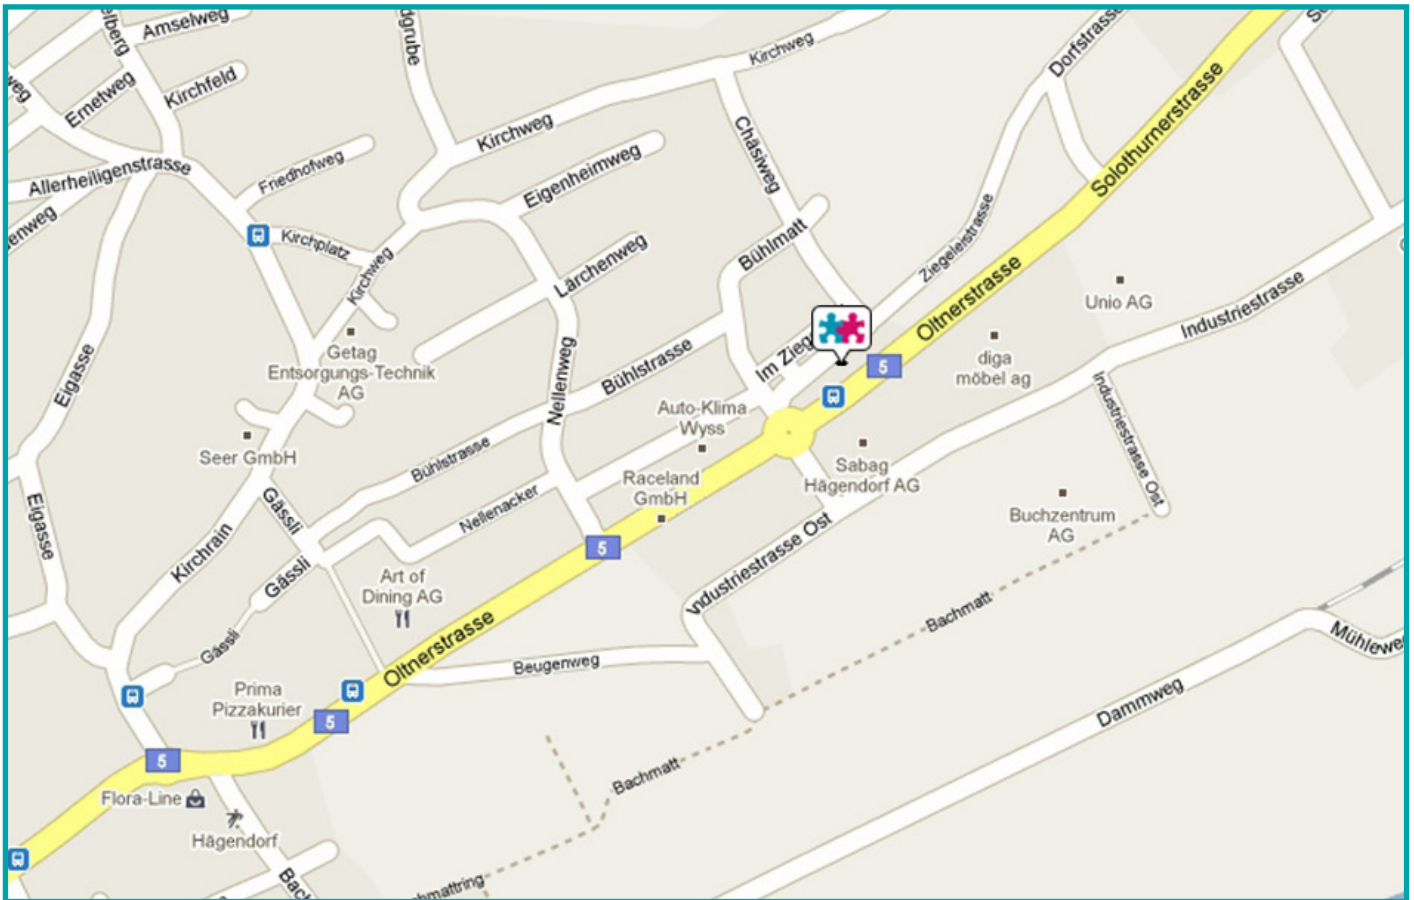 Amselweg
Ernetweg
Kirchfeld
Allerheiligenstrasse
Friedhofweg
Kirchweg
Kirchweg
Dorfstrasse
Solothurnerstrasse
Chäsiweg
Eigenheimweg
Kirchplatz
Kirchweg
Lärchenweg
Bühlmatt
Ziegeleistrasse
Oltnerstrasse
Unio AG
Industriestrasse
Eigasse
Getag
Entsorgungs-Technik
AG
Nellenweg
Bühlstrasse
Im Zieg
5
diga
möbel ag
Industriestrasse Ost
Auto-Klima
Wyss
Seer GmbH
Bühlstrasse
Raceland
GmbH
Sabag
Hägendorf AG
Buchzentrum
AG
Eigasse
Gässli
Nellenacker
Kirchrain
Gässli
5
Industriestrasse Ost
Art of
Dining AG
Bachmatt
Gässli
Oltnerstrasse
Beugenweg
Prima
Pizzakurier
5
Dammweg
5
Bachmatt
Flora-Line
Hägendorf